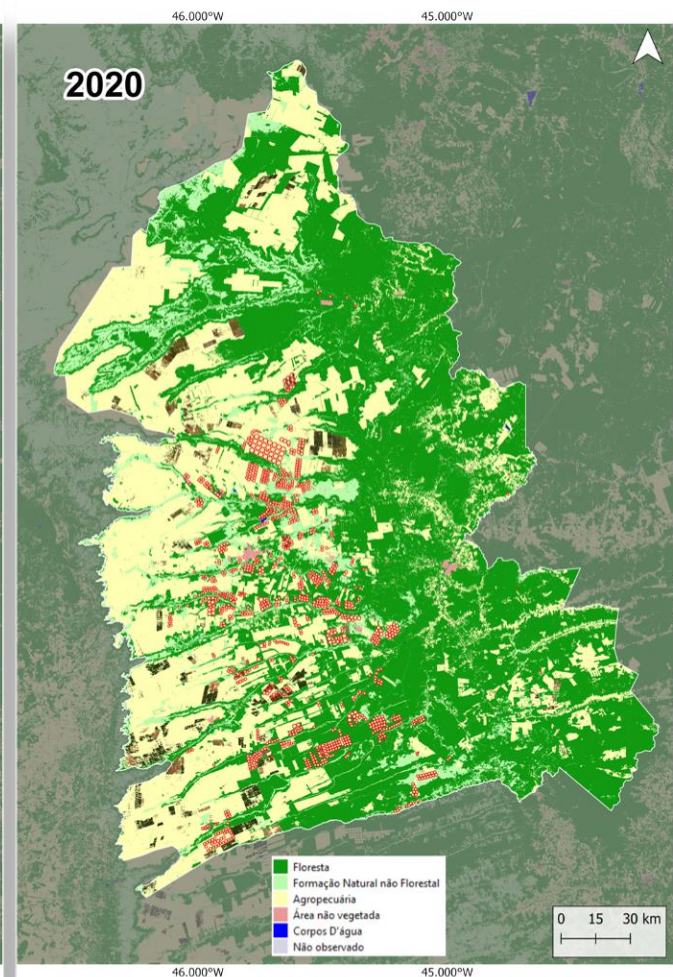 46.000°W 45.000°W
2020
Floresta
Formação Natural não Florestal
Agropecuária
Área não vegetada
Corpos D'água
Não observado
0 15 30 km
46.000°W 45.000°W